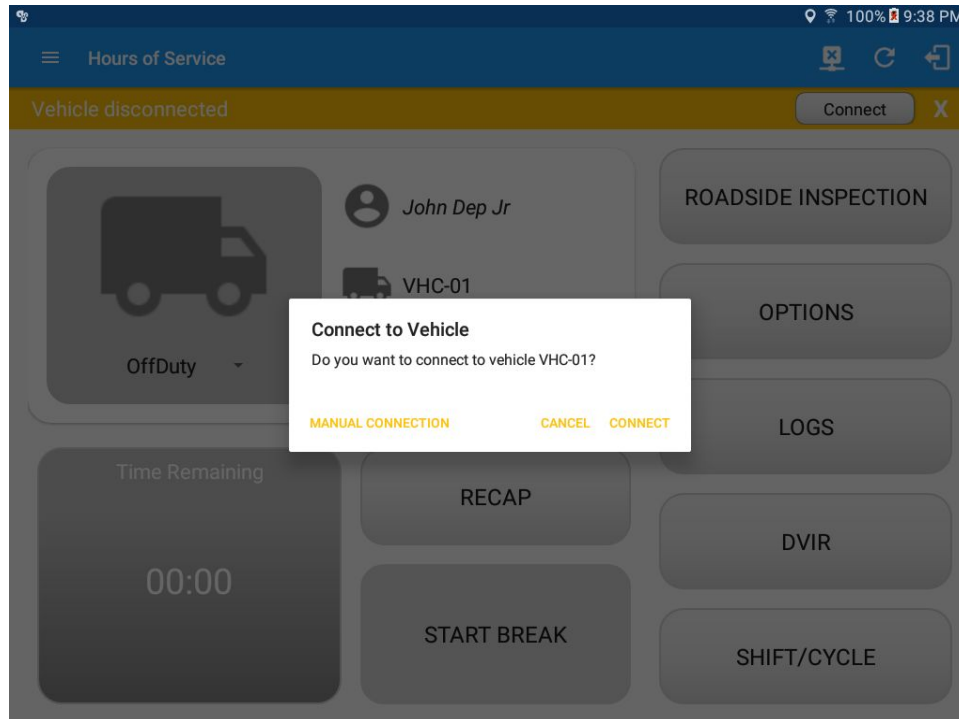 100% 9:38 PM
Hours of Service
Vehicle disconnected
Connect X
John Dep Jr
VHC-01
OffDuty
ROADSIDE INSPECTION
OPTIONS
LOGS
DVIR
SHIFT/CYCLE
Connect to Vehicle
Do you want to connect to vehicle VHC-01?
MANUAL CONNECTION CANCEL CONNECT
Time Remaining
00:00
RECAP
START BREAK